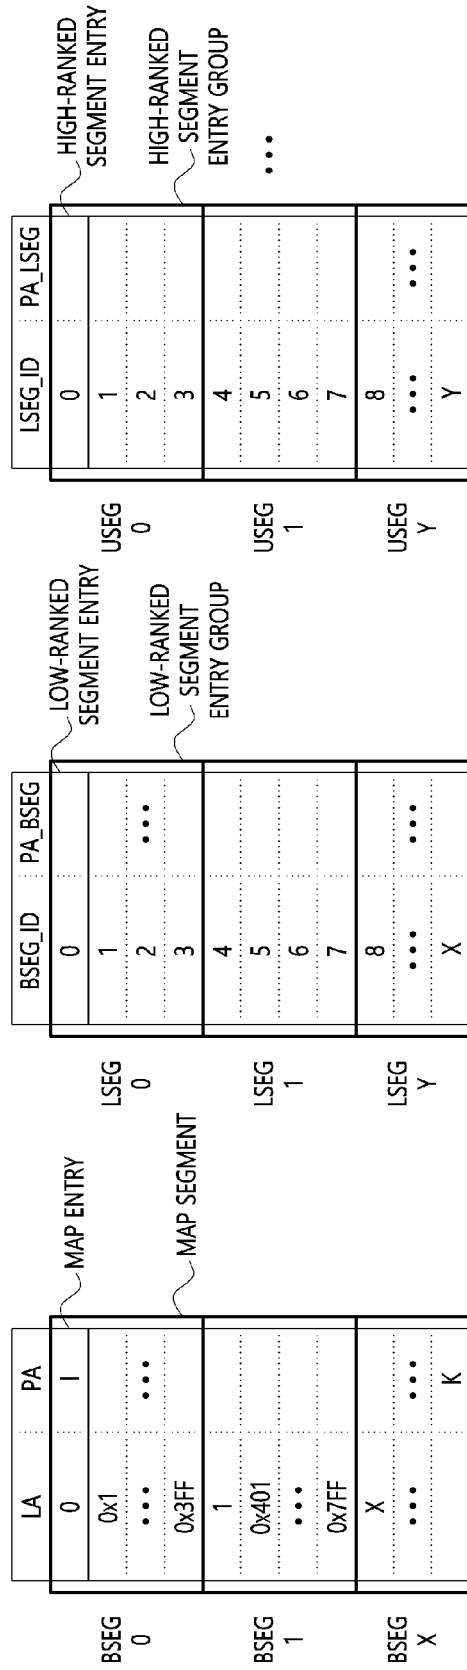 LA PA
BSEG 0
0 I
0x1
••• •••
0x3FF
BSEG 1
1
0x401
•••
0x7FF
BSEG X
X
••• •••
K
MAP ENTRY
MAP SEGMENT
BSEG_ID PA_BSEG
LSEG 0
0
1
2 •••
3
LSEG 1
4
5
6
7
LSEG Y
8
••• •••
X
LOW-RANKED
SEGMENT ENTRY
LOW-RANKED
SEGMENT
ENTRY GROUP
LSEG_ID PA_LSEG
USEG 0
0
1
2
3
USEG 1
4
5
6
7
USEG Y
8
••• •••
Y
HIGH-RANKED
SEGMENT ENTRY
HIGH-RANKED
SEGMENT
ENTRY GROUP
•••